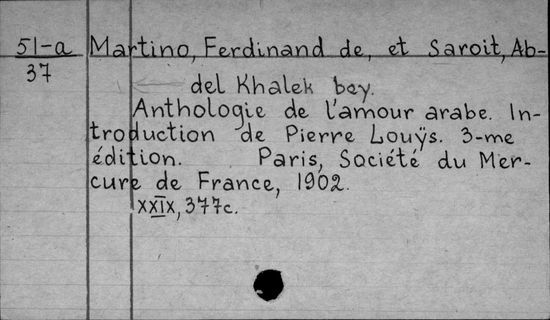 51-a Martino, Ferdinand de, et Saroit, Ab-
37
del Khalek bey.
Anthologie de l'amour arabe. In-
troduction de Pierre Louÿs. 3-me
édition. Paris, Société du Mer-
cure de France, 1902.
XXIX, 377c.